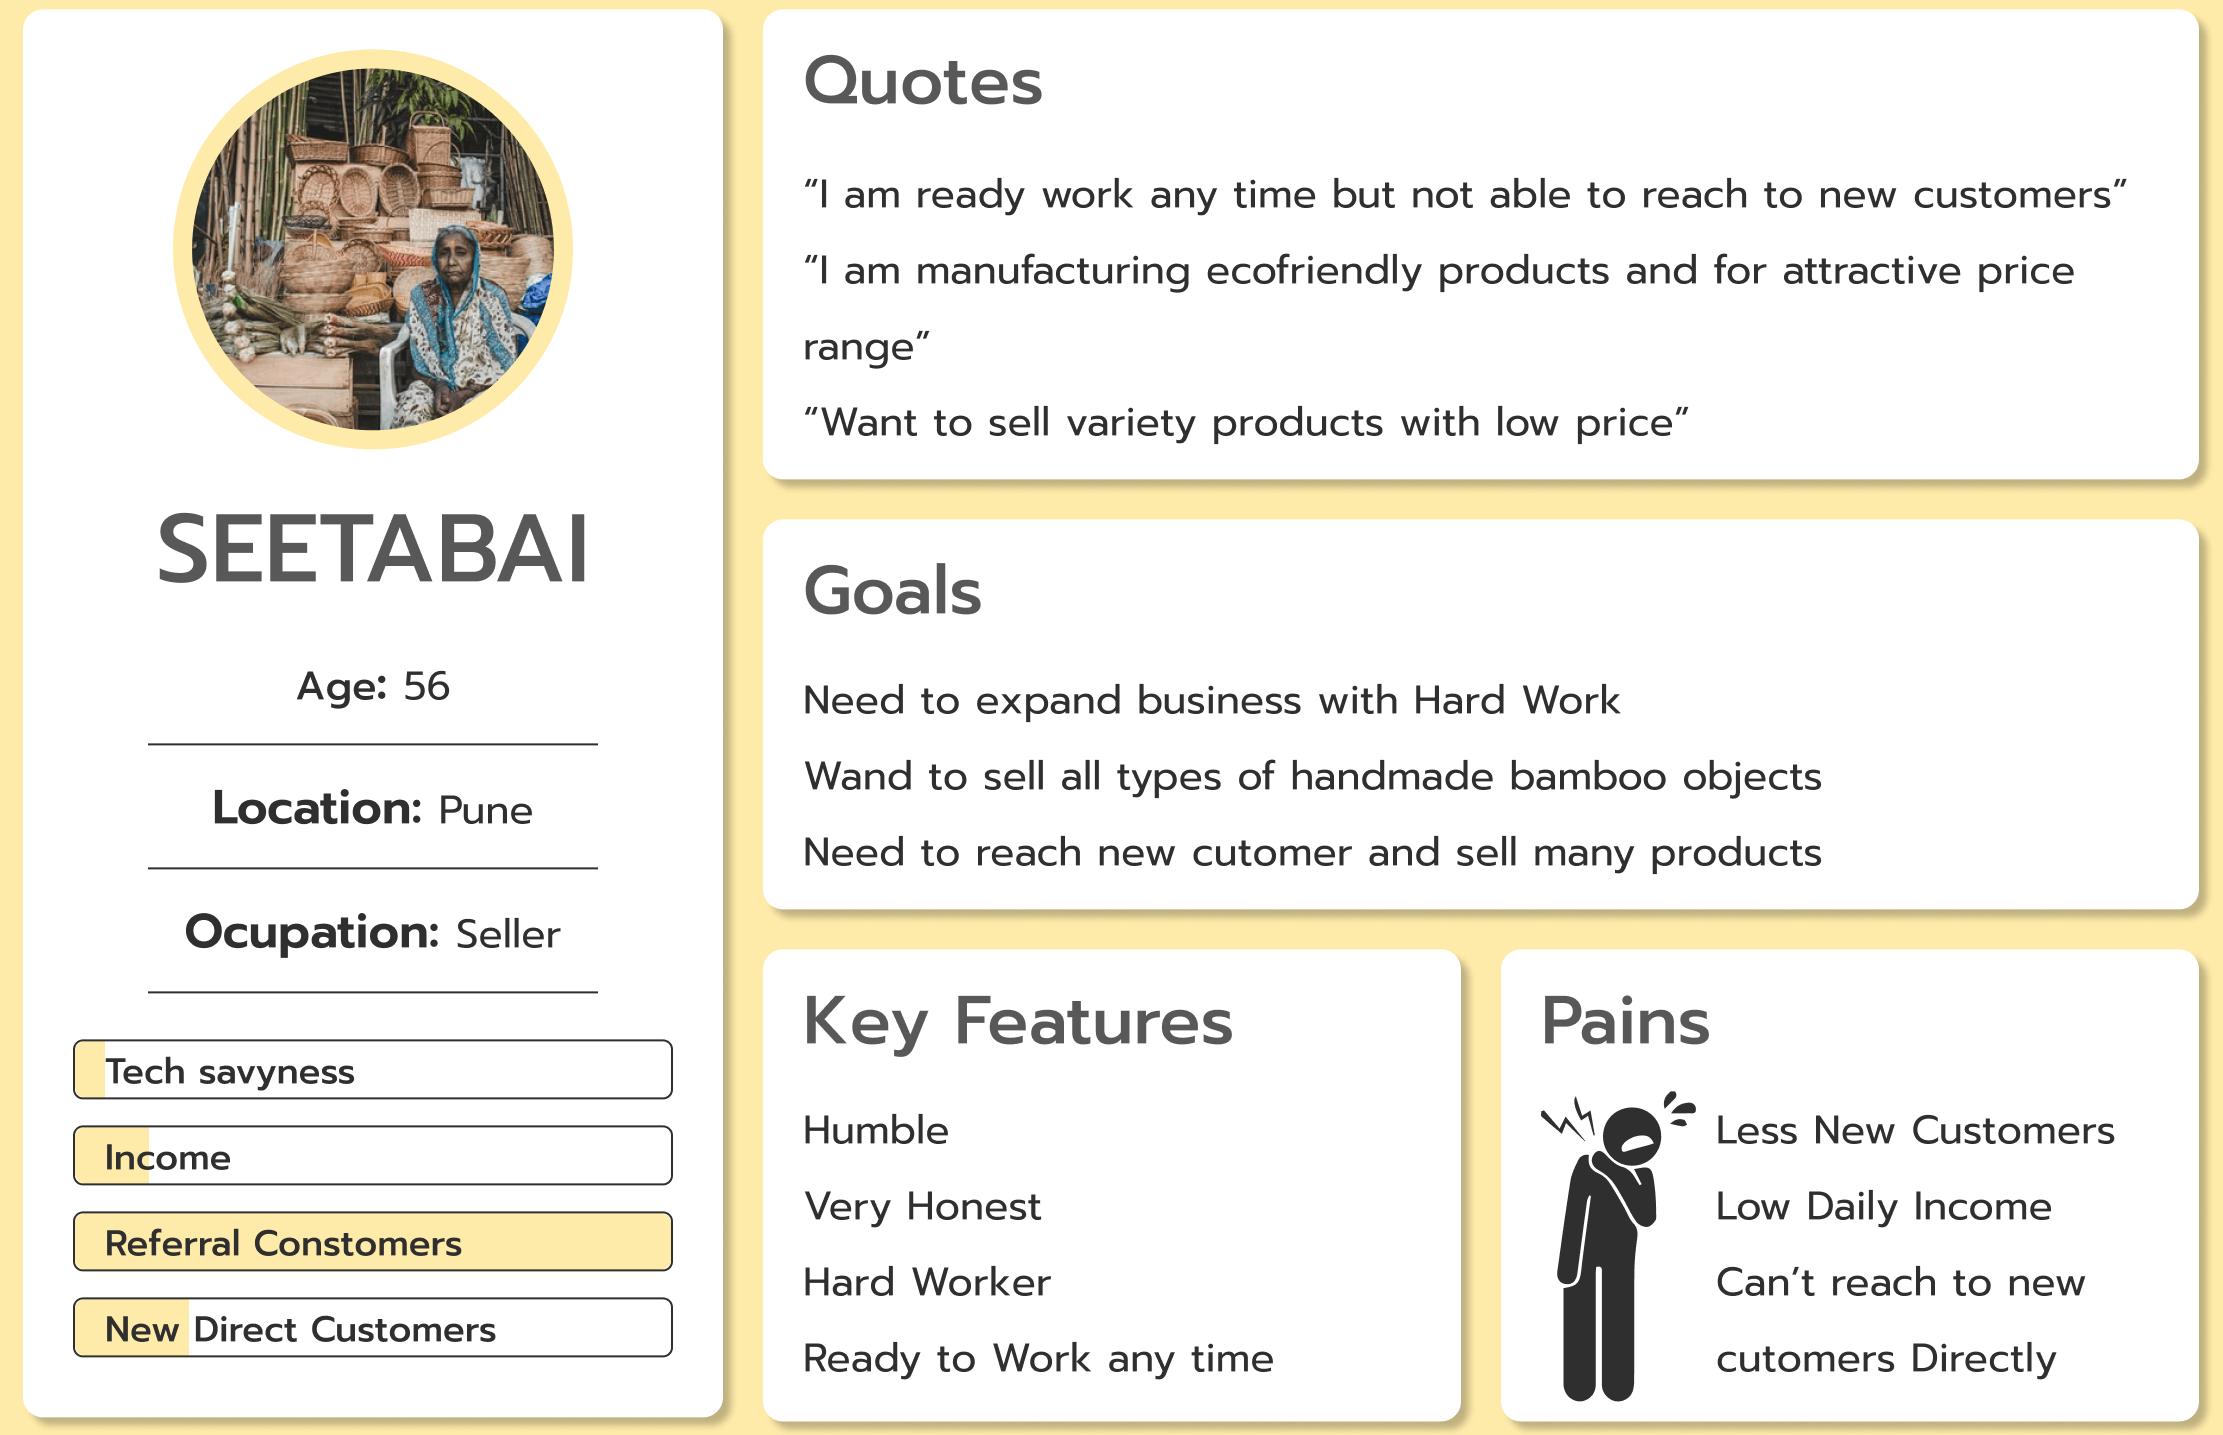 SEETABAI
Age: 56
Location: Pune
Ocupation: Seller
Tech savyness
Income
Referral Constomers
New Direct Customers
Quotes
“I am ready work any time but not able to reach to new customers”
“I am manufacturing ecofriendly products and for attractive price
range”
“Want to sell variety products with low price”
Goals
Need to expand business with Hard Work
Wand to sell all types of handmade bamboo objects
Need to reach new cutomer and sell many products
Key Features
Humble
Very Honest
Hard Worker
Ready to Work any time
Pains
Less New Customers
Low Daily Income
Can’t reach to new
cutomers Directly